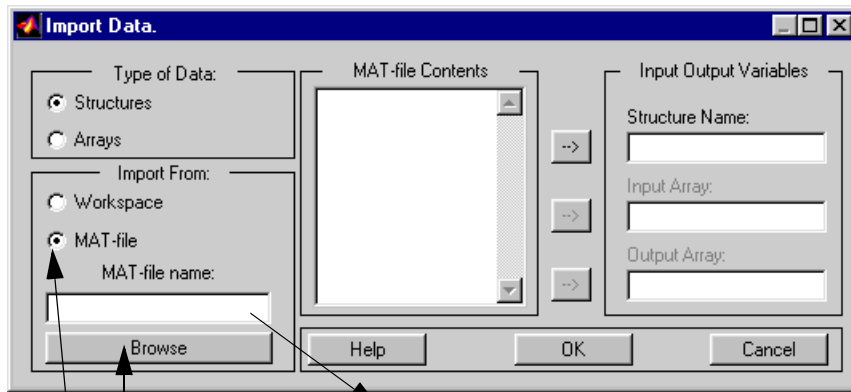 Import Data.
Type of Data:
Structures
Arrays
Import From:
Workspace
MAT-file
MAT-file name:
Browse
MAT-file Contents
-->
-->
-->
Input Output Variables
Structure Name:
Input Array:
Output Array:
Help
OK
Cancel